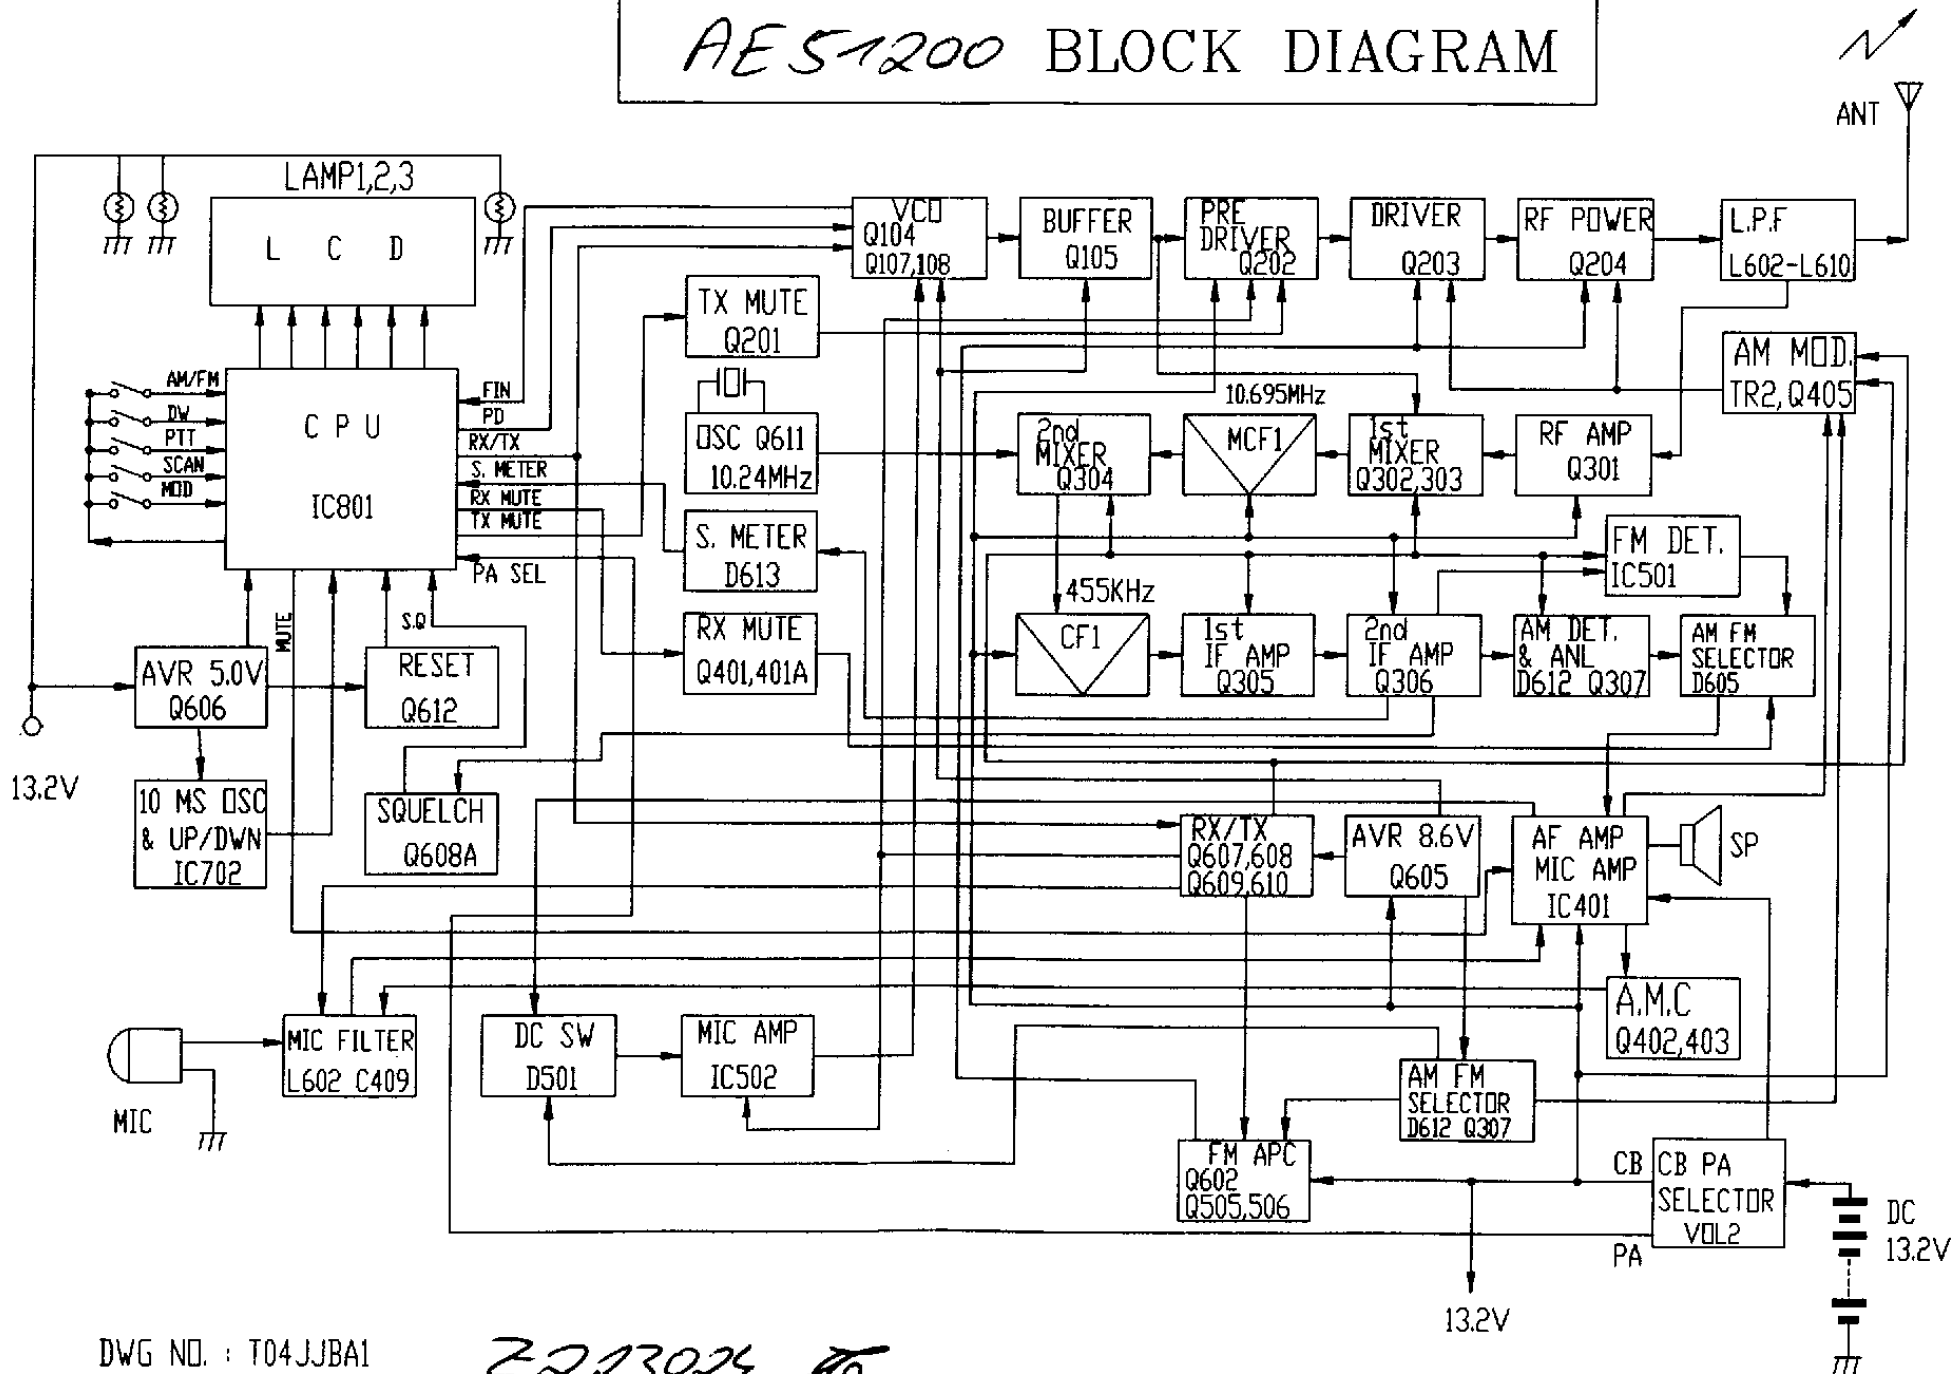 AE 51200 BLOCK DIAGRAM
ANT
LAMP1,2,3
L C D
VCO
Q104
Q107,108
BUFFER
Q105
PRE
DRIVER
Q202
DRIVER
Q203
RF POWER
Q204
L.P.F
L602-L610
TX MUTE
Q201
AM MOD.
TR2, Q405
AM/FM
DW
PTT
SCAN
MOD
C P U
IC801
FIN
PD
RX/TX
S. METER
RX MUTE
TX MUTE
PA SEL
OSC Q611
10.24MHz
2nd
MIXER
Q304
10.695MHz
MCF1
1st
MIXER
Q302,303
RF AMP
Q301
S. METER
D613
FM DET.
IC501
MUTE
S.Q
455KHz
RX MUTE
Q401,401A
CF1
1st
IF AMP
Q305
2nd
IF AMP
Q306
AM DET.
& ANL
D612 Q307
AM FM
SELECTOR
D605
AVR 5.0V
Q606
RESET
Q612
13.2V
10 MS OSC
& UP/DWN
IC702
SQUELCH
Q608A
RX/TX
Q607,608
Q609,610
AVR 8.6V
Q605
AF AMP
MIC AMP
IC401
SP
A.M.C
Q402,403
MIC
MIC FILTER
L602 C409
DC SW
D501
MIC AMP
IC502
AM FM
SELECTOR
D612 Q307
FM APC
Q602
Q505,506
CB
CB PA
SELECTOR
VOL2
PA
DC
13.2V
13.2V
DWG NO. : T04JJBA1